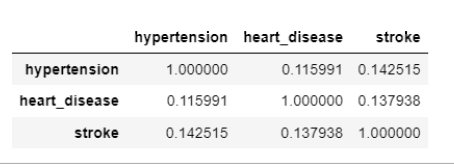 hypertension heart_disease stroke
hypertension 1.000000 0.115991 0.142515
heart_disease 0.115991 1.000000 0.137938
stroke 0.142515 0.137938 1.000000